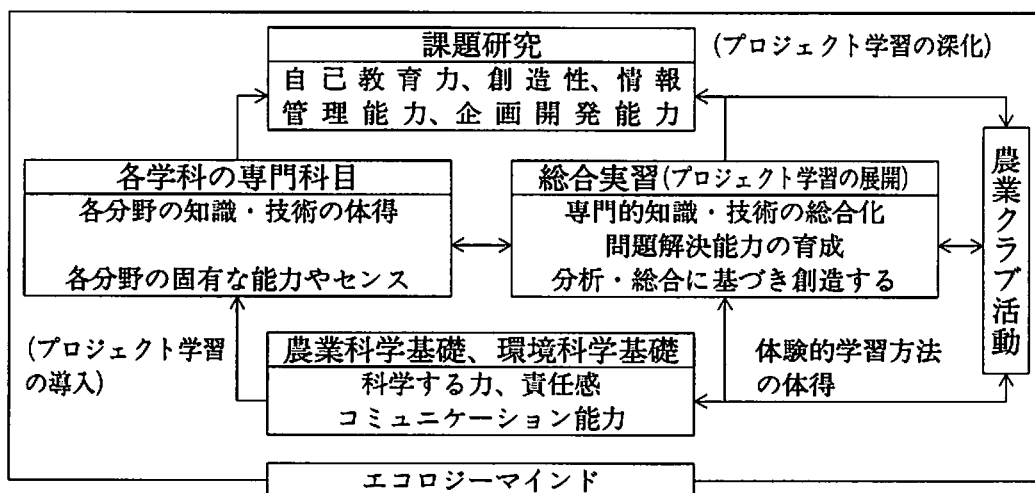 課題研究
自己教育力、創造性、情報
管理能力、企画開発能力
(プロジェクト学習の深化)
各学科の専門科目
各分野の知識・技術の体得
各分野の固有な能力やセンス
総合実習(プロジェクト学習の展開)
専門的知識・技術の総合化
問題解決能力の育成
分析・総合に基づき創造する
農業クラブ活動
(プロジェクト学習
の導入)
農業科学基礎、環境科学基礎
科学する力、責任感
コミュニケーション能力
体験的学習方法
の体得
エコロジーマインド